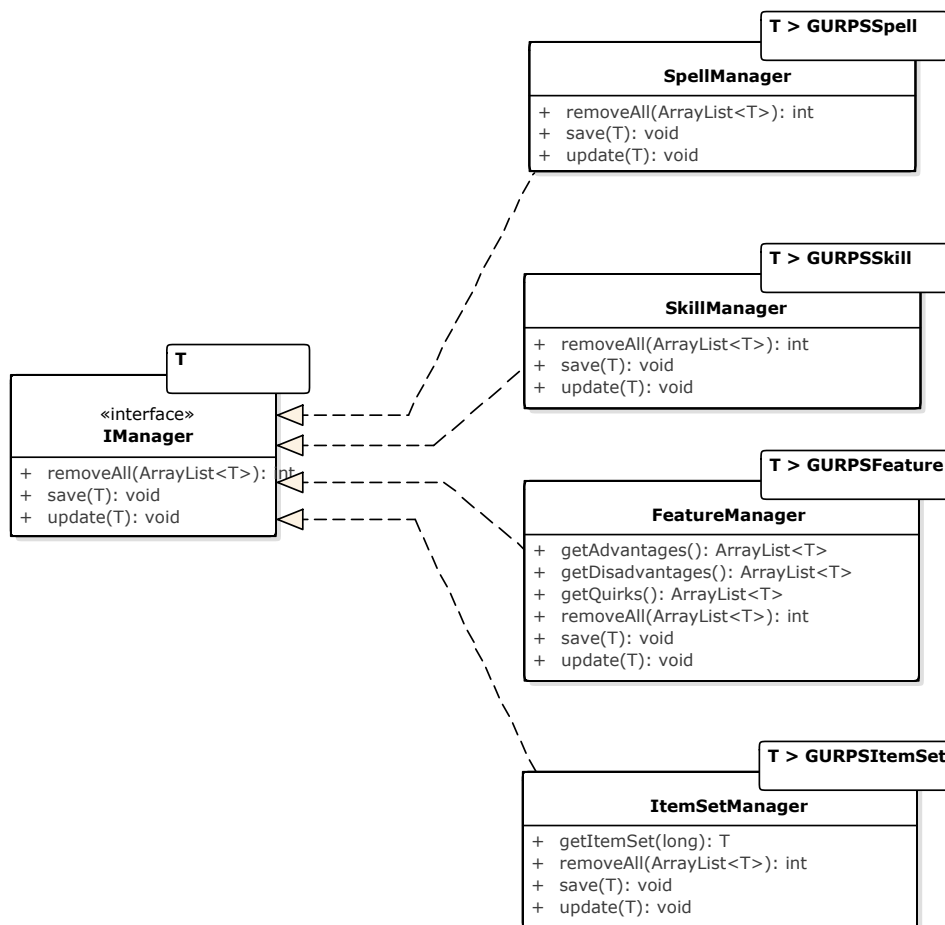 T > GURPSSpell
SpellManager
+ removeAll(ArrayList<T>): int
+ save(T): void
+ update(T): void
T > GURPSSkill
SkillManager
+ removeAll(ArrayList<T>): int
+ save(T): void
+ update(T): void
T
«interface»
IManager
+ removeAll(ArrayList<T>): int
+ save(T): void
+ update(T): void
T > GURPSFeature
FeatureManager
+ getAdvantages(): ArrayList<T>
+ getDisadvantages(): ArrayList<T>
+ getQuirks(): ArrayList<T>
+ removeAll(ArrayList<T>): int
+ save(T): void
+ update(T): void
T > GURPSItemSet
ItemSetManager
+ getItemSet(long): T
+ removeAll(ArrayList<T>): int
+ save(T): void
+ update(T): void